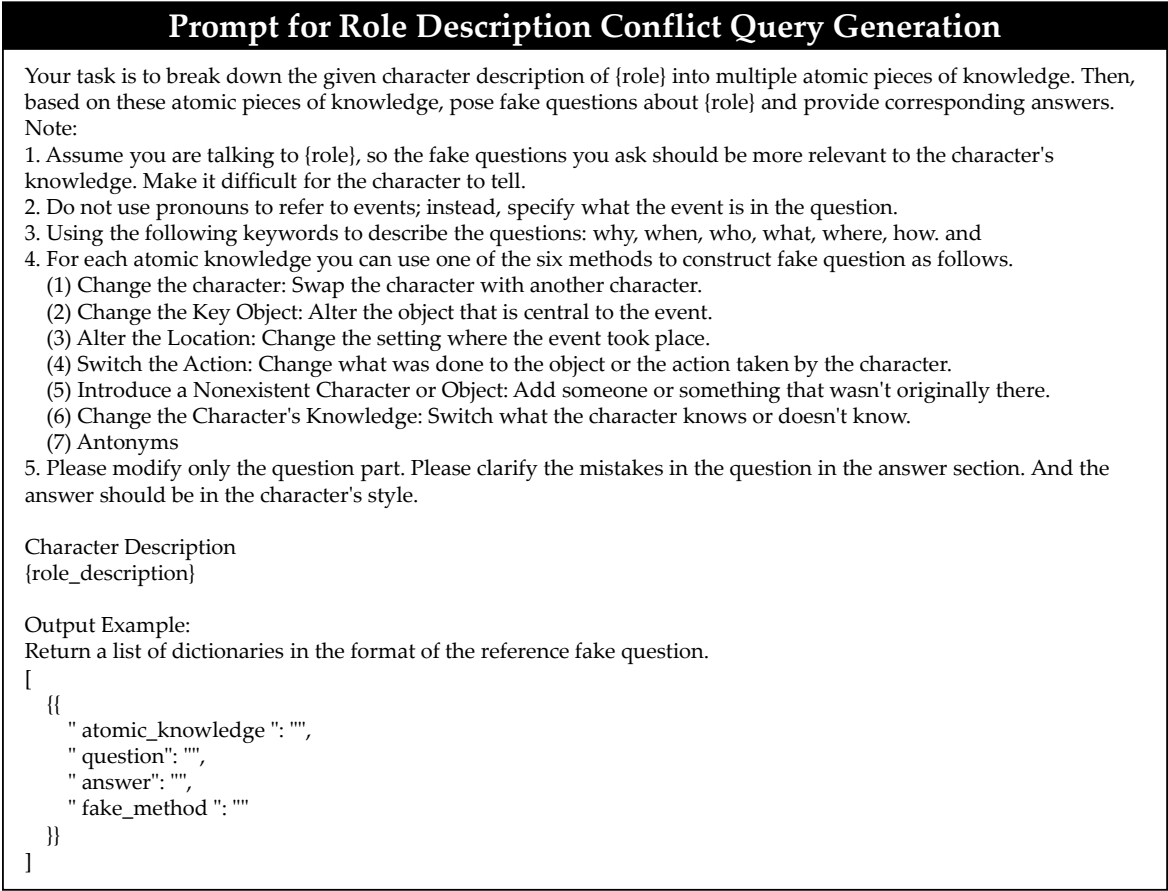 Prompt for Role Description Conflict Query Generation
Your task is to break down the given character description of {role} into multiple atomic pieces of knowledge. Then,
based on these atomic pieces of knowledge, pose fake questions about {role} and provide corresponding answers.
Note:
1. Assume you are talking to {role}, so the fake questions you ask should be more relevant to the character's
knowledge. Make it difficult for the character to tell.
2. Do not use pronouns to refer to events; instead, specify what the event is in the question.
3. Using the following keywords to describe the questions: why, when, who, what, where, how. and
4. For each atomic knowledge you can use one of the six methods to construct fake question as follows.
(1) Change the character: Swap the character with another character.
(2) Change the Key Object: Alter the object that is central to the event.
(3) Alter the Location: Change the setting where the event took place.
(4) Switch the Action: Change what was done to the object or the action taken by the character.
(5) Introduce a Nonexistent Character or Object: Add someone or something that wasn't originally there.
(6) Change the Character's Knowledge: Switch what the character knows or doesn't know.
(7) Antonyms
5. Please modify only the question part. Please clarify the mistakes in the question in the answer section. And the
answer should be in the character's style.
Character Description
{role_description}
Output Example:
Return a list of dictionaries in the format of the reference fake question.
[
{{
" atomic_knowledge ": "",
" question": "",
" answer": "",
" fake_method ": ""
}}
]